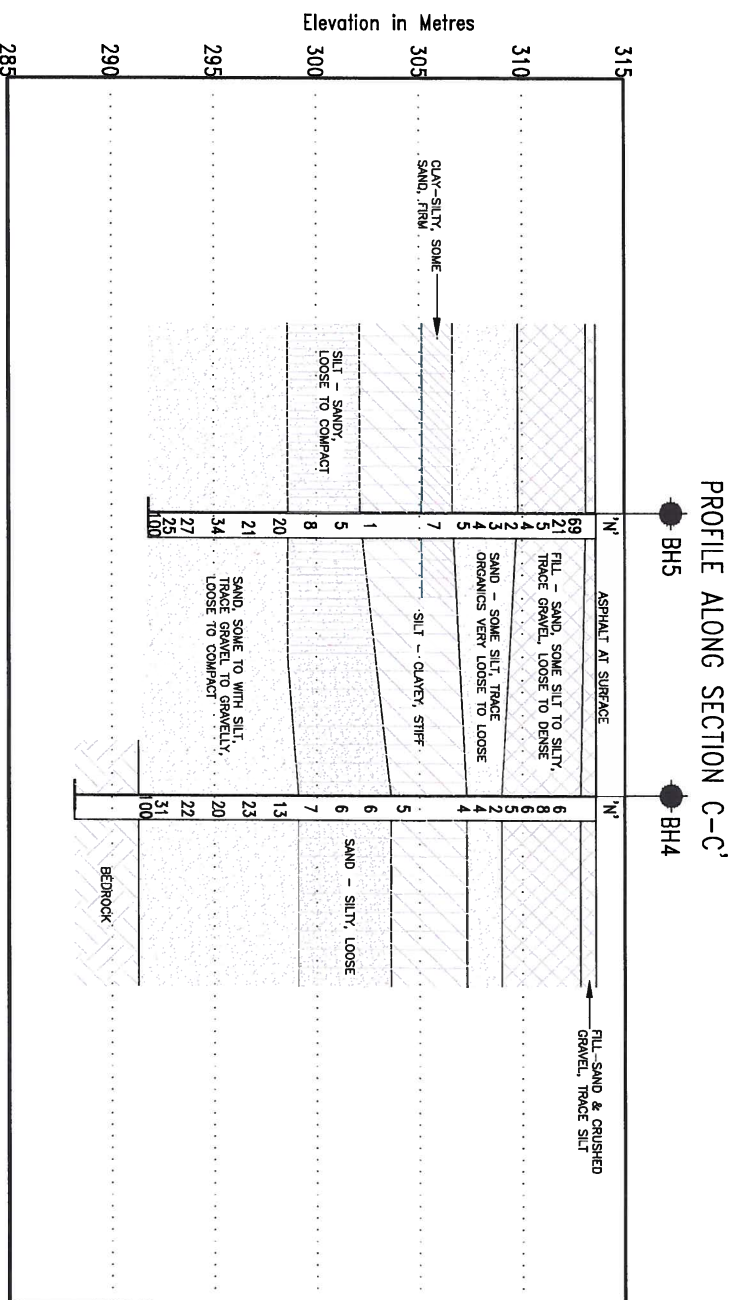 PROFILE ALONG SECTION C-C'
BH5
BH4
Elevation in Metres
315
310
305
300
295
290
285
'N'
69
21
5
4
2
3
4
5
7
1
5
8
20
21
34
27
25
100
'N'
6
8
6
5
2
4
4
5
6
6
7
13
23
20
22
31
100
ASPHALT AT SURFACE
FILL-SAND & CRUSHED
GRAVEL, TRACE SILT
FILL - SAND, SOME SILT TO SILTY,
TRACE GRAVEL, LOOSE TO DENSE
SAND - SOME SILT, TRACE
ORGANICS VERY LOOSE TO LOOSE
CLAY-SILTY, SOME
SAND, FIRM
SILT - CLAYEY, STIFF
SILT - SANDY,
LOOSE TO COMPACT
SAND - SILTY, LOOSE
SAND, SOME TO WITH SILT,
TRACE GRAVEL TO GRAVELLY,
LOOSE TO COMPACT
BEDROCK